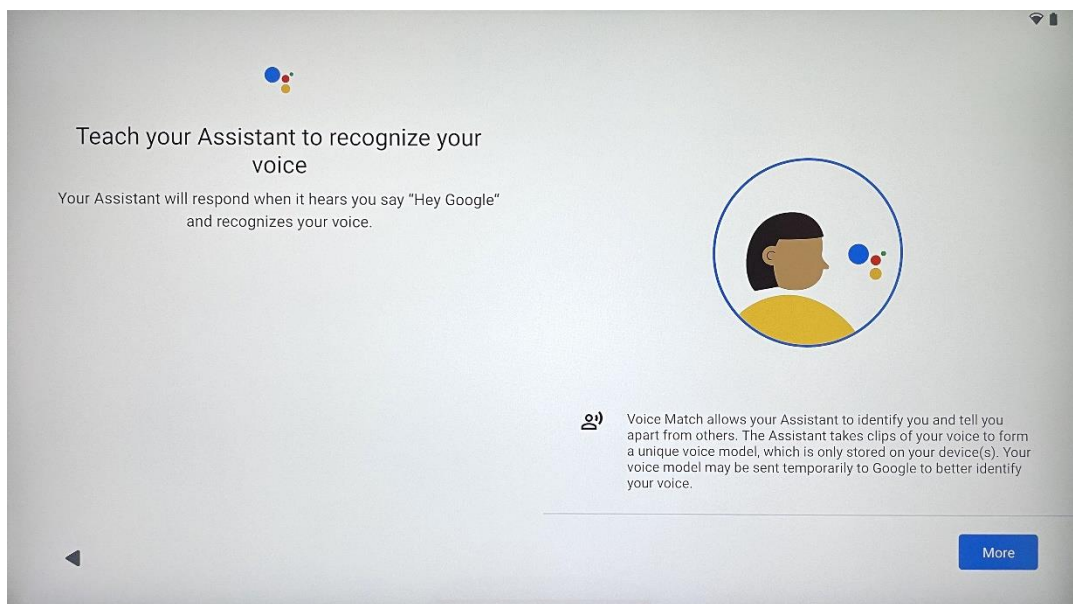 Teach your Assistant to recognize your
voice
Your Assistant will respond when it hears you say “Hey Google“
and recognizes your voice.
Voice Match allows your Assistant to identify you and tell you
apart from others. The Assistant takes clips of your voice to form
a unique voice model, which is only stored on your device(s). Your
voice model may be sent temporarily to Google to better identify
your voice.
More